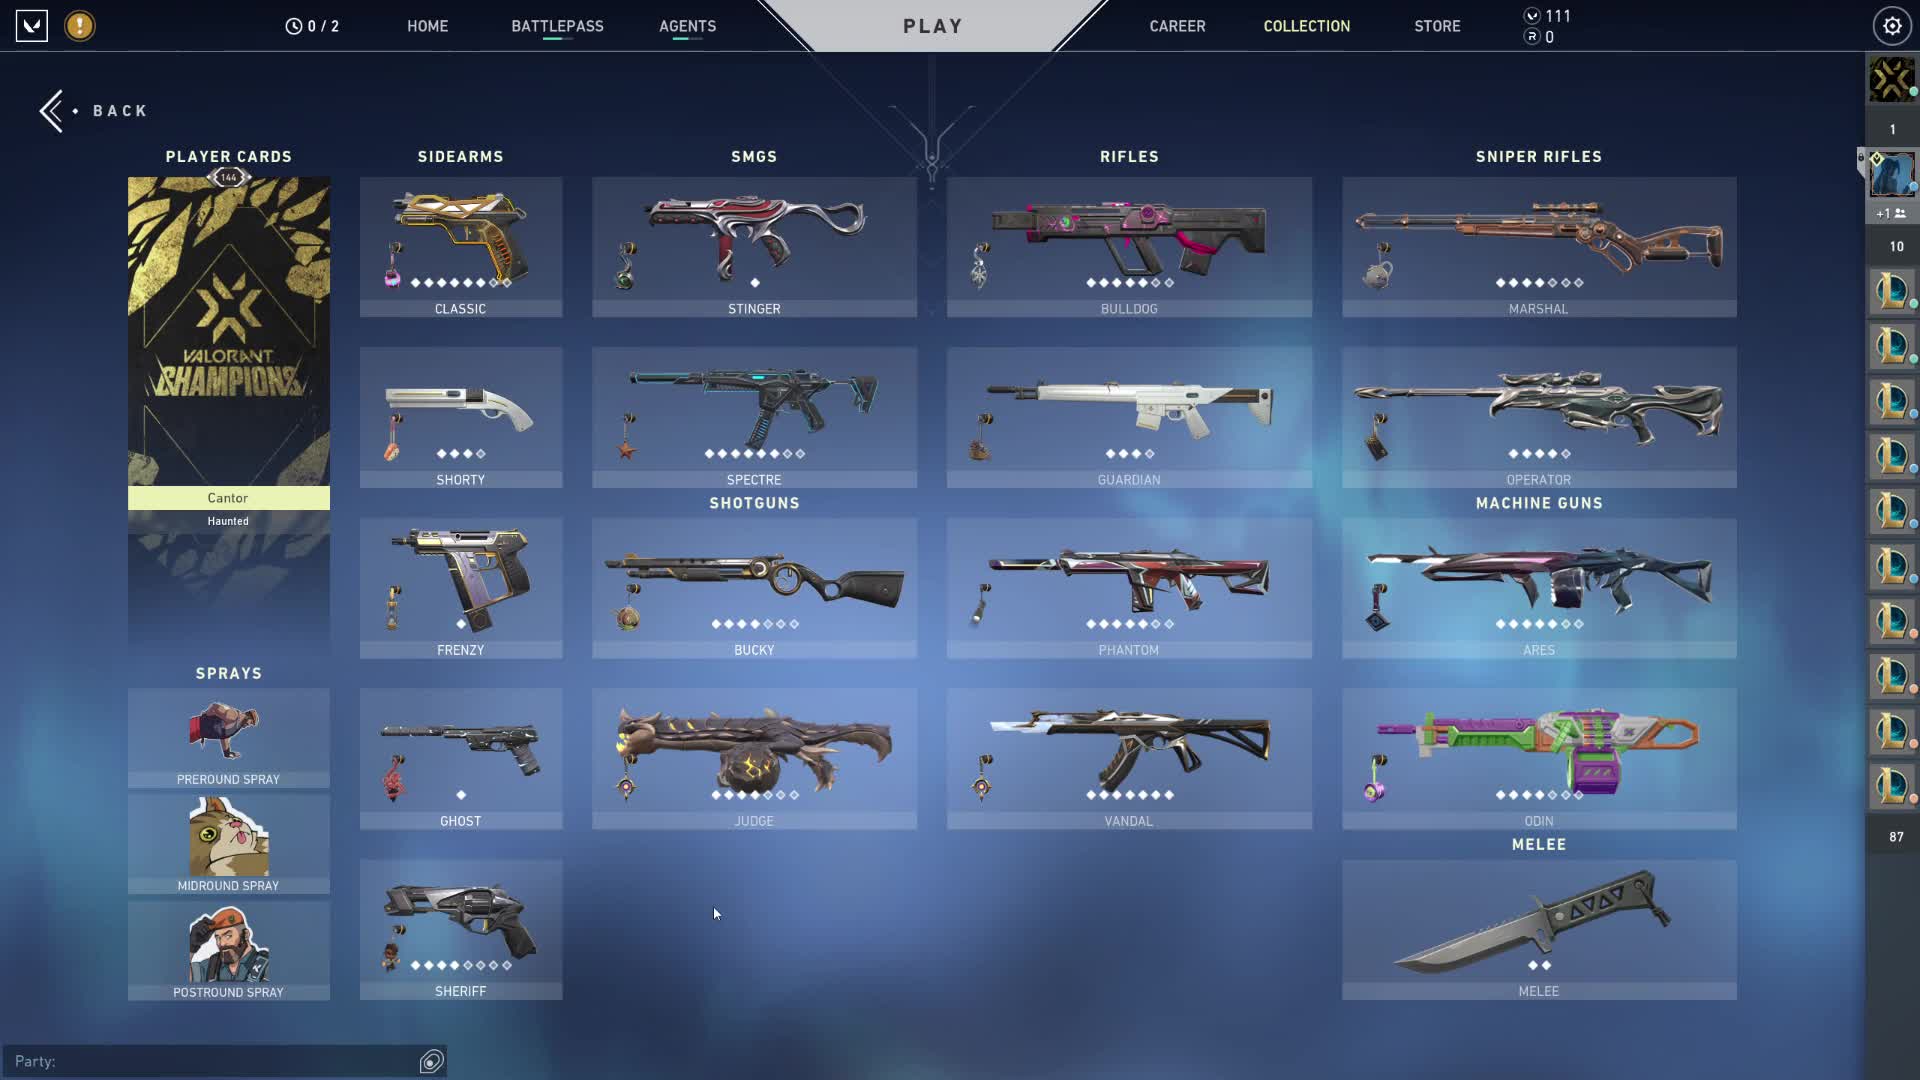 0 / 2
HOME
BATTLEPASS
AGENTS
PLAY
CAREER
COLLECTION
STORE
111
R 0
BACK
1
+1
10
87
PLAYER CARDS
144
VALORANT
CHAMPIONS
Cantor
Haunted
SPRAYS
PREROUND SPRAY
MIDROUND SPRAY
POSTROUND SPRAY
SIDEARMS
CLASSIC
SHORTY
FRENZY
GHOST
SHERIFF
SMGS
STINGER
SPECTRE
SHOTGUNS
BUCKY
JUDGE
RIFLES
BULLDOG
GUARDIAN
PHANTOM
VANDAL
SNIPER RIFLES
MARSHAL
OPERATOR
MACHINE GUNS
ARES
ODIN
MELEE
MELEE
Party: